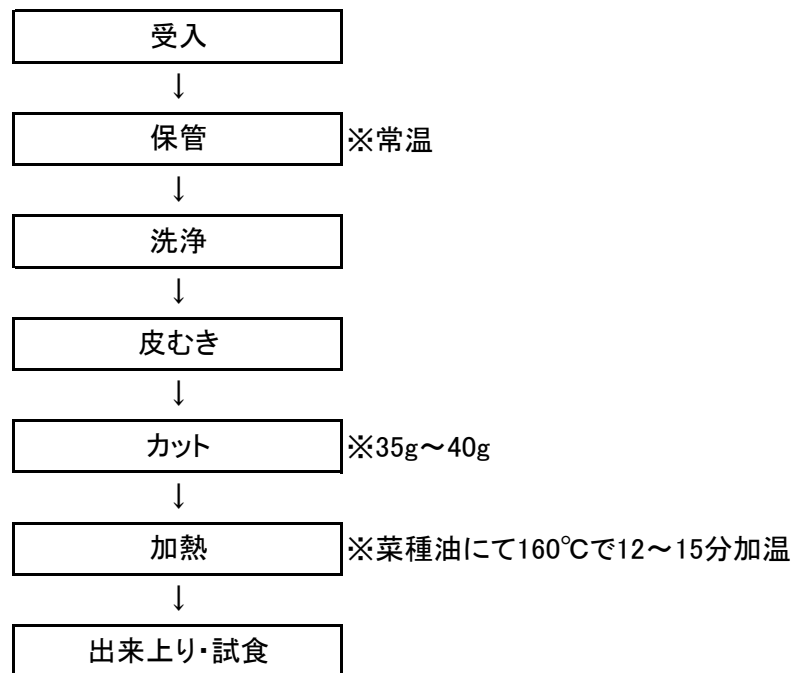 受入
↓
保管 ※常温
↓
洗浄
↓
皮むき
↓
カット ※35g～40g
↓
加熱 ※菜種油にて160℃で12～15分加温
↓
出来上り・試食